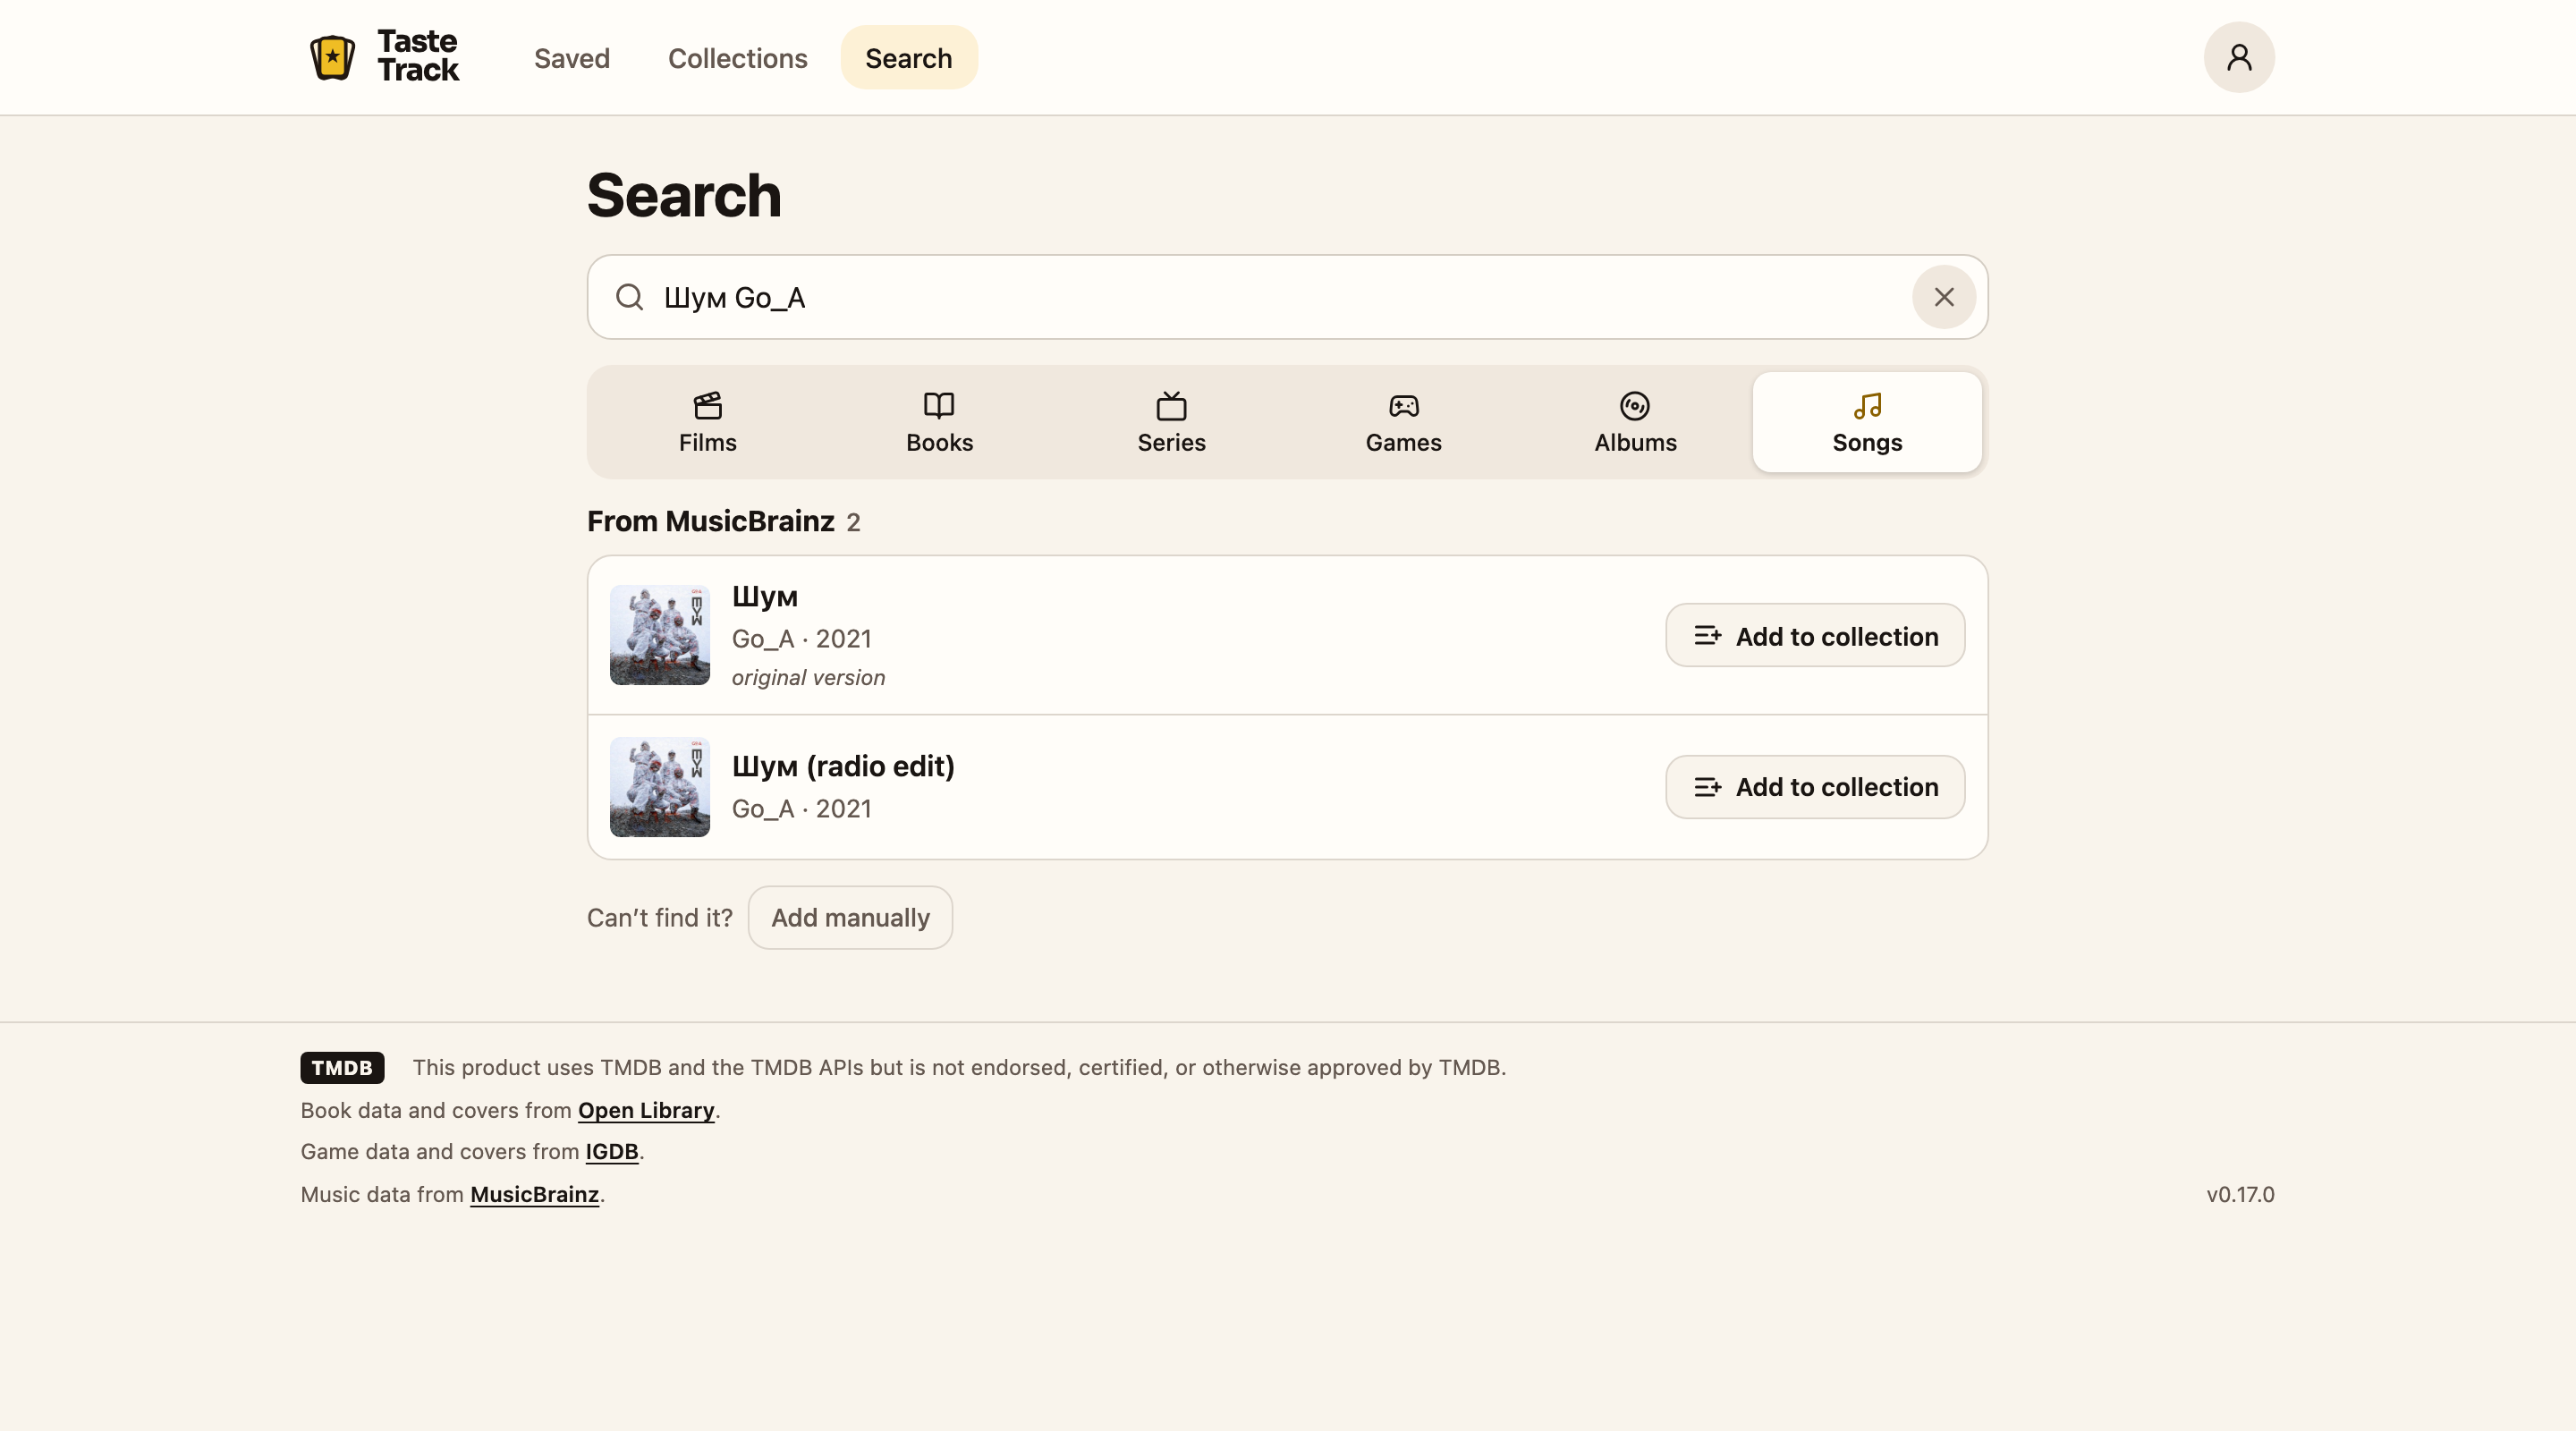 Taste
Track
Saved
Collections
Search
Search
Шум Go_A
Films
Books
Series
Games
Albums
Songs
From MusicBrainz 2
Шум
Go_A · 2021
original version
Add to collection
Шум (radio edit)
Go_A · 2021
Add to collection
Can’t find it?
Add manually
TMDB
This product uses TMDB and the TMDB APIs but is not endorsed, certified, or otherwise approved by TMDB.
Book data and covers from Open Library.
Game data and covers from IGDB.
Music data from MusicBrainz.
v0.17.0